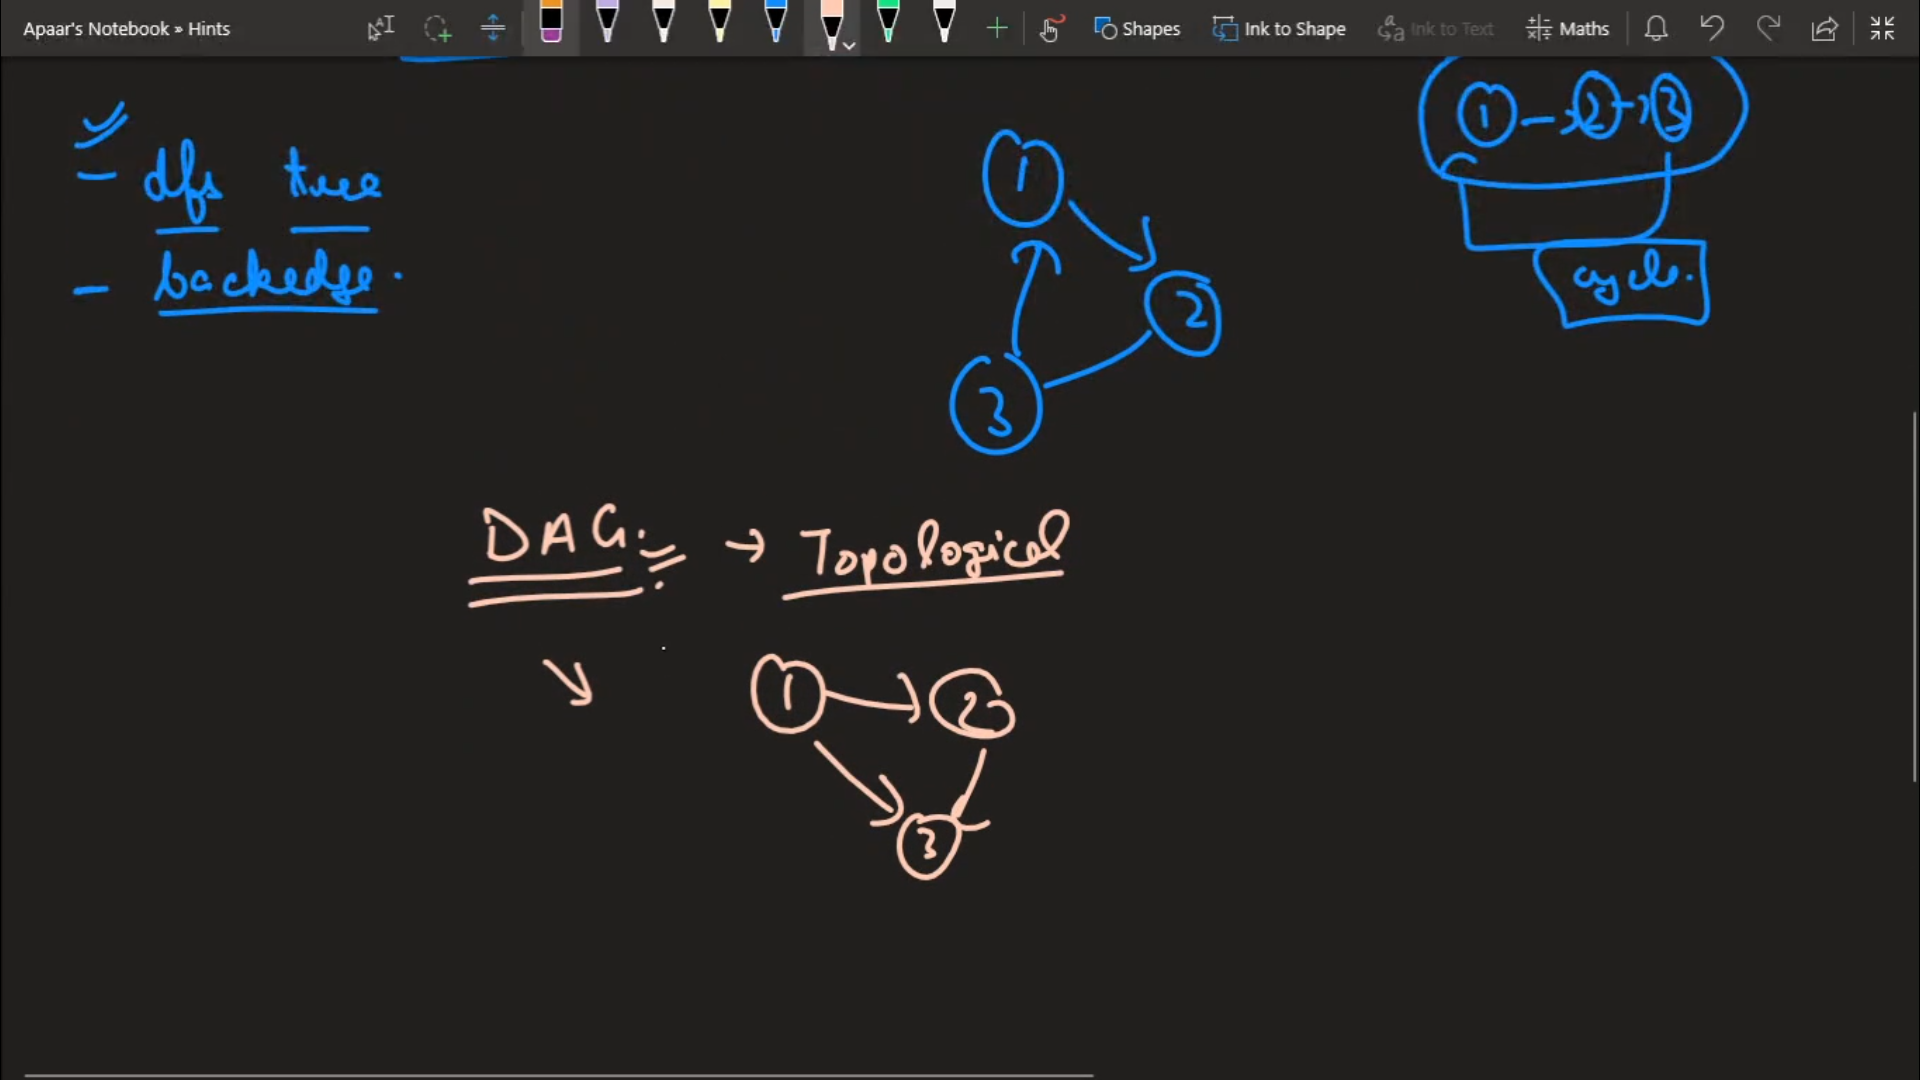 Apaar's Notebook » Hints
Shapes
Ink to Shape
Ink to Text
Maths
1 2 3
dfs tree
backedge.
cycle.
1
2
3
DAG. → Topological
1 2
3